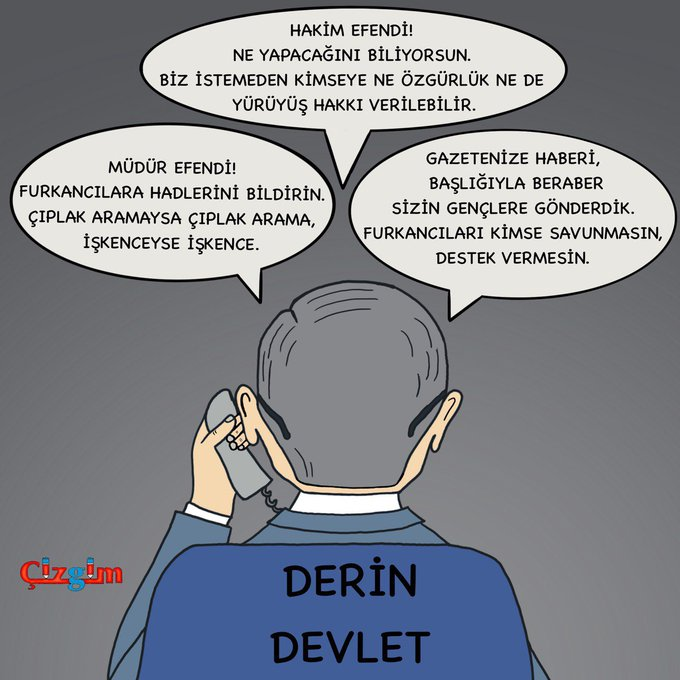 HAKİM EFENDİ!
NE YAPACAĞINI BİLİYORSUN.
BİZ İSTEMEDEN KİMSEYE NE ÖZGÜRLÜK NE DE
YÜRÜYÜŞ HAKKI VERİLEBİLİR.
MÜDÜR EFENDİ!
FURKANCILARA HADLERİNİ BİLDİRİN.
ÇIPLAK ARAMAYSA ÇIPLAK ARAMA,
İŞKENCEYSE İŞKENCE.
GAZETENİZE HABERİ,
BAŞLIĞIYLA BERABER
SİZİN GENÇLERE GÖNDERDİK.
FURKANCILARI KİMSE SAVUNMASIN,
DESTEK VERMESİN.
Çizgim
DERİN
DEVLET